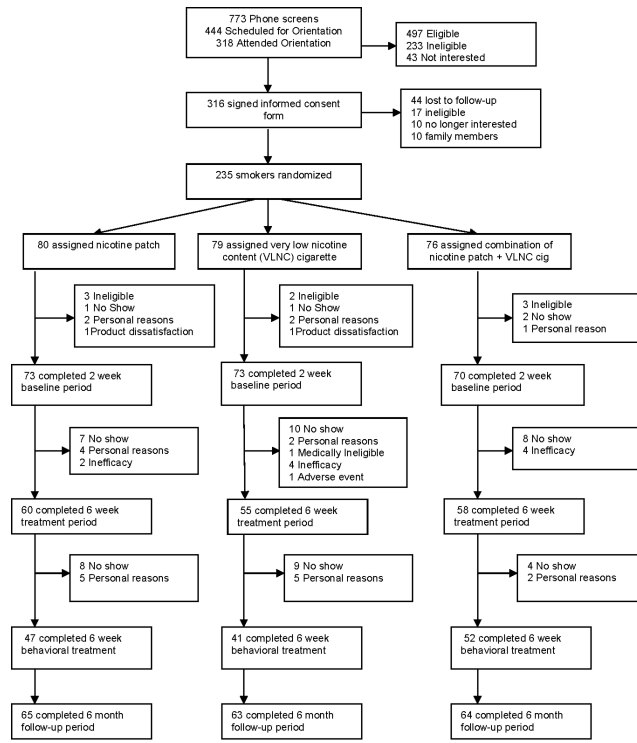 773 Phone screens
444 Scheduled for Orientation
318 Attended Orientation
497 Eligible
233 Ineligible
43 Not interested
316 signed informed consent
form
44 lost to follow-up
17 ineligible
10 no longer interested
10 family members
235 smokers randomized
80 assigned nicotine patch
79 assigned very low nicotine
content (VLNC) cigarette
76 assigned combination of
nicotine patch + VLNC cig
3 Ineligible
1 No Show
2 Personal reasons
1Product dissatisfaction
2 Ineligible
1 No Show
2 Personal reasons
1Product dissatisfaction
3 Ineligible
2 No show
1 Personal reason
73 completed 2 week
baseline period
73 completed 2 week
baseline period
70 completed 2 week
baseline period
7 No show
4 Personal reasons
2 Inefficacy
10 No show
2 Personal reasons
1 Medically Ineligible
4 Inefficacy
1 Adverse event
8 No show
4 Inefficacy
60 completed 6 week
treatment period
55 completed 6 week
treatment period
58 completed 6 week
treatment period
8 No show
5 Personal reasons
9 No show
5 Personal reasons
4 No show
2 Personal reasons
47 completed 6 week
behavioral treatment
41 completed 6 week
behavioral treatment
52 completed 6 week
behavioral treatment
65 completed 6 month
follow-up period
63 completed 6 month
follow-up period
64 completed 6 month
follow-up period